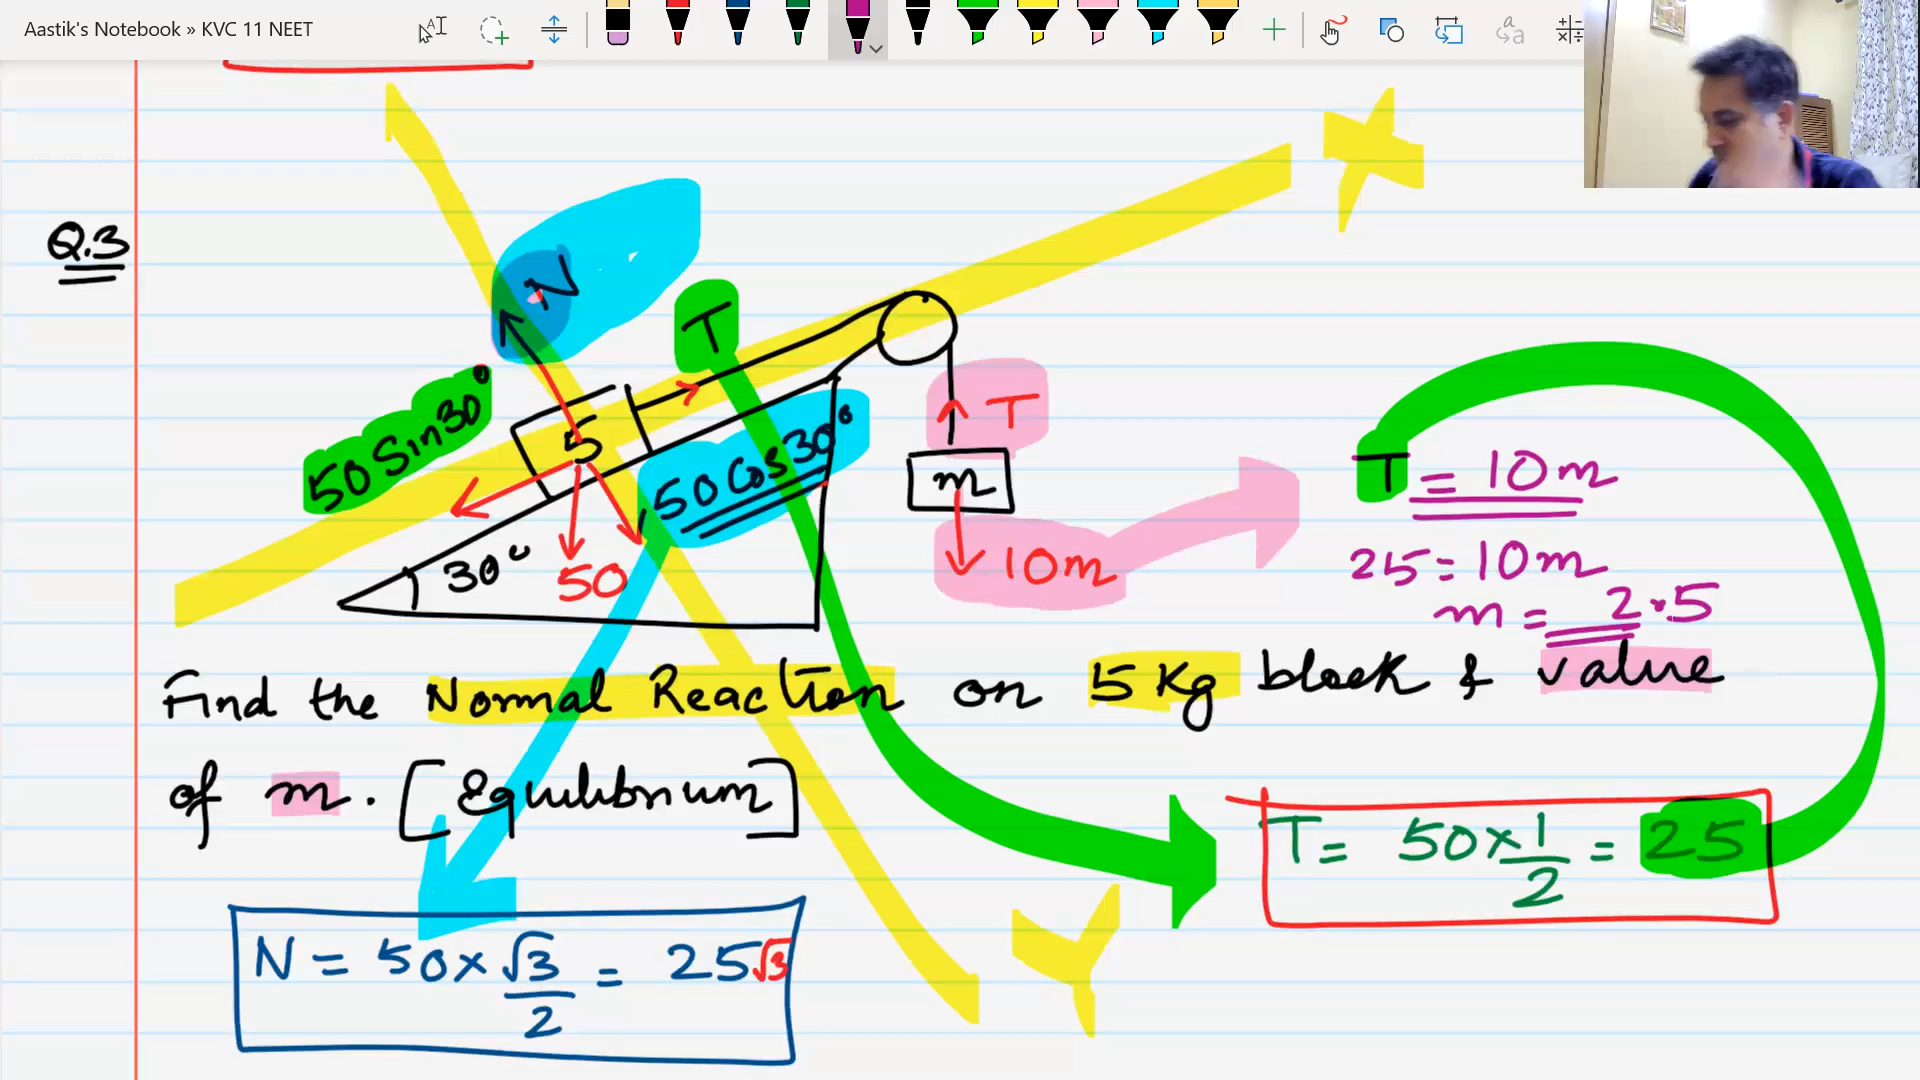 Aastik's Notebook » KVC 11 NEET
Q.3
N
T
X
50 Sin30°
5
50 Cos 30°
T
m
30°
50
10m
T = 10m
25 = 10m
m = 2.5
Find the Normal Reaction on 5 Kg block & value
of m. [Equilibrium]
Y
T = 50 × 1/2 = 25
N = 50 × √3/2 = 25√3